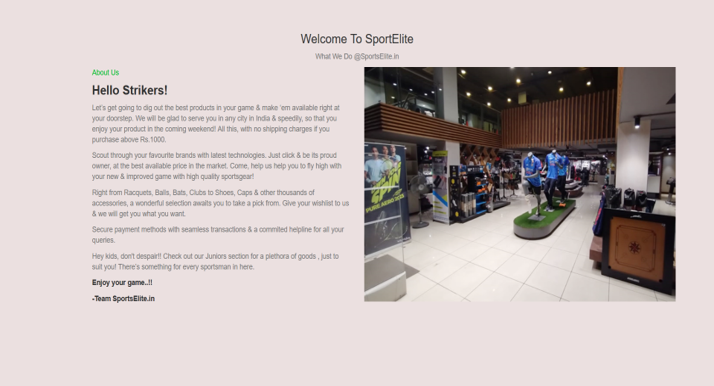 Welcome To SportElite
What We Do @SportsElite.in
About Us
Hello Strikers!
Let's get going to dig out the best products in your game & make 'em available right at
your doorstep. We will be glad to serve you in any city in India & speedily, so that you
enjoy your product in the coming weekend! All this, with no shipping charges if you
purchase above Rs.1000.
Scout through your favourite brands with latest technologies. Just click & be its proud
owner, at the best available price in the market. Come, help us help you to fly high with
your new & improved game with high quality sportsgear!
Right from Racquets, Balls, Bats, Clubs to Shoes, Caps & other thousands of
accessories, a wonderful selection awaits you to take a pick from. Give your wishlist to us
& we will get you what you want.
Secure payment methods with seamless transactions & a commited helpline for all your
queries.
Hey kids, don't despair!! Check out our Juniors section for a plethora of goods , just to
suit you! There's something for every sportsman in here.
Enjoy your game..!!
-Team SportsElite.in